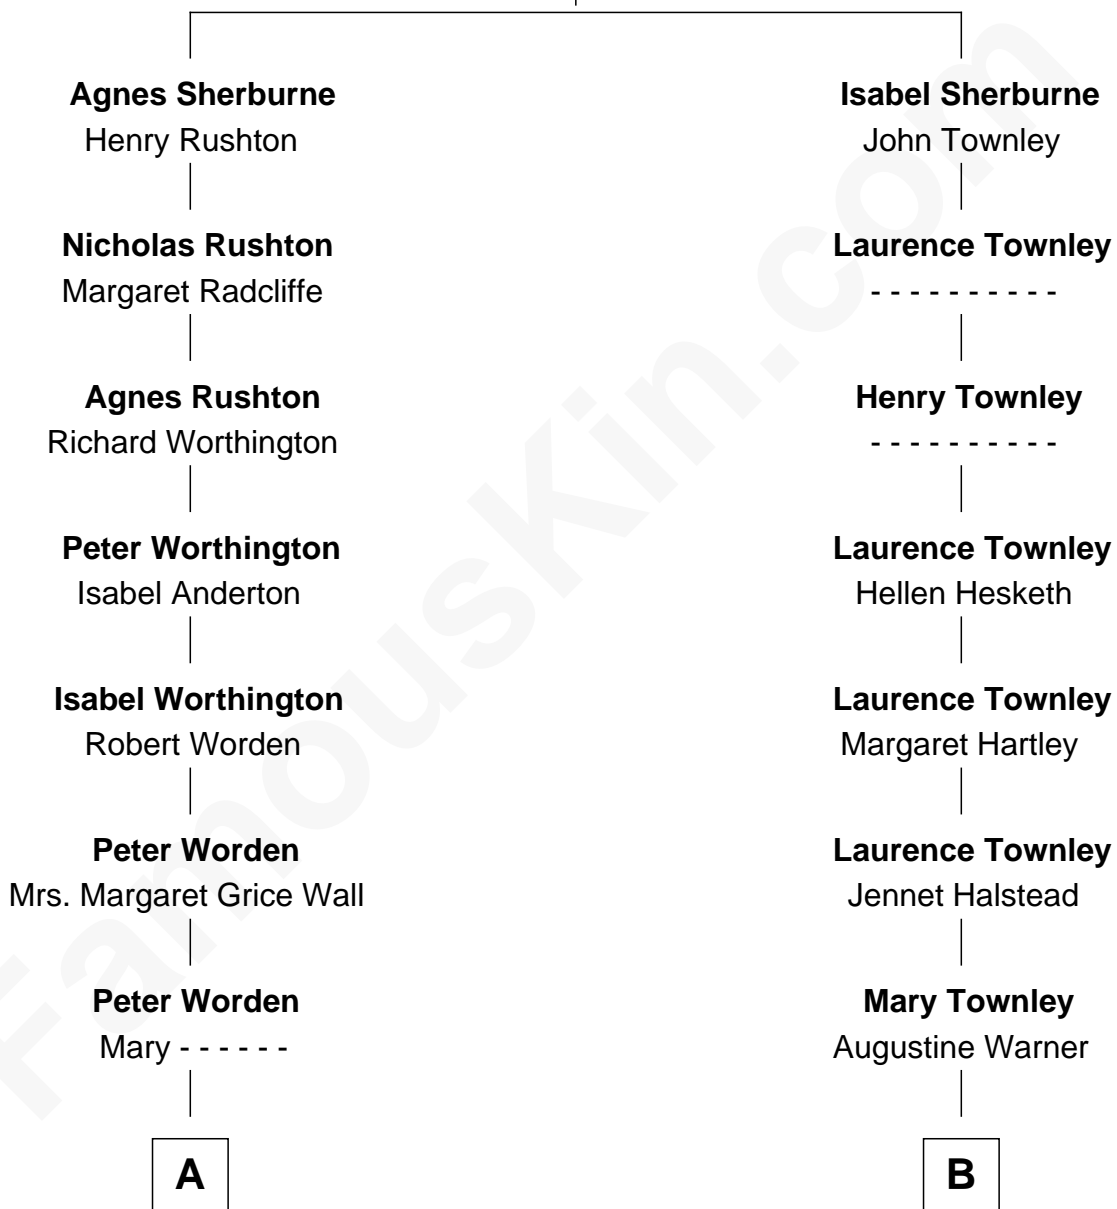 Agnes Sherburne
Henry Rushton
Nicholas Rushton
Margaret Radcliffe
Agnes Rushton
Richard Worthington
Peter Worthington
Isabel Anderton
Isabel Worthington
Robert Worden
Peter Worden
Mrs. Margaret Grice Wall
Peter Worden
Mary - - - - - -
A
Isabel Sherburne
John Townley
Laurence Townley
- - - - - - - - - -
Henry Townley
- - - - - - - - - -
Laurence Townley
Hellen Hesketh
Laurence Townley
Margaret Hartley
Laurence Townley
Jennet Halstead
Mary Townley
Augustine Warner
B
FamousKin.com